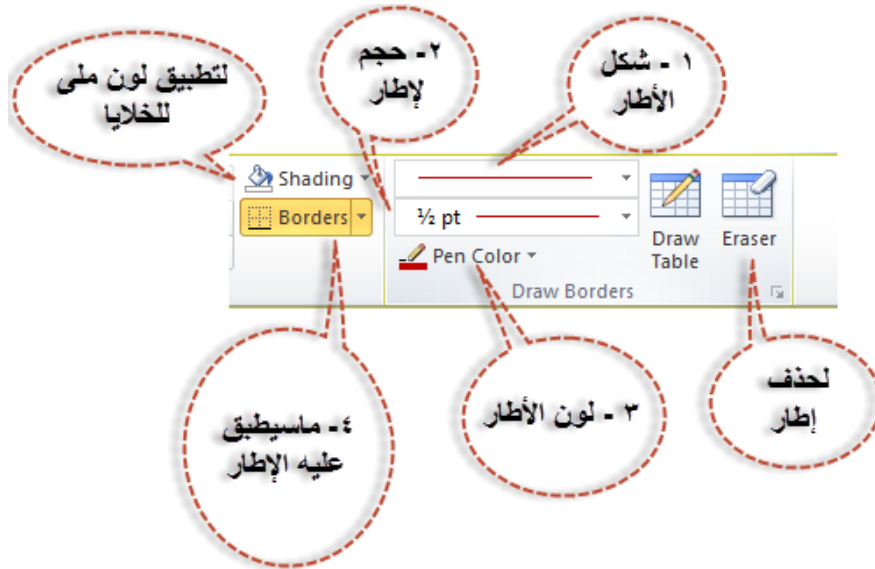 ١ - شكل
الأطار
٢- حجم
لإطار
لتطبيق لون ملى
للخلايا
Shading
Borders
½ pt
Pen Color
Draw
Table
Eraser
Draw Borders
لحذف
إطار
٣ - لون الأطار
٤- ماسيطبق
عليه الإطار